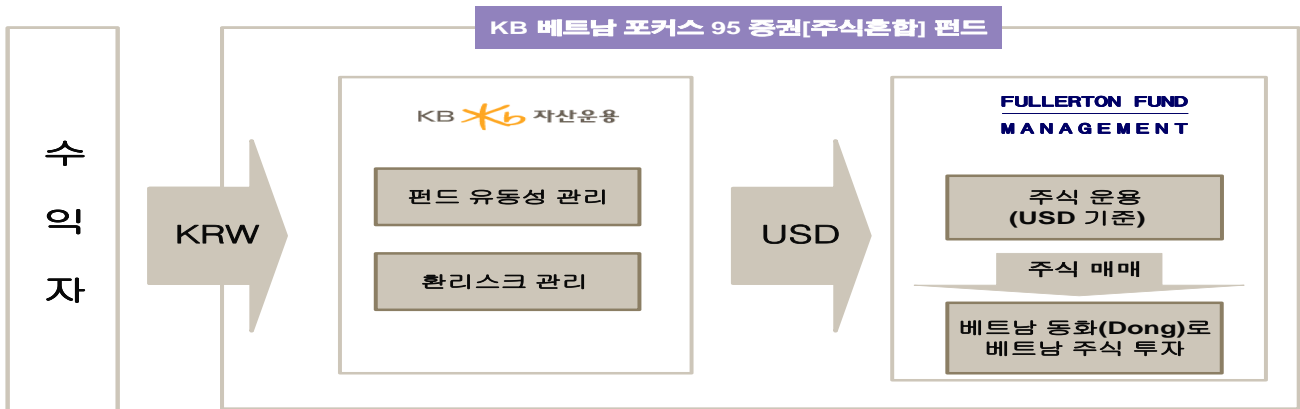 KB 베트남 포커스 95 증권[주식혼합] 펀드
수
익
자
KRW
KB Kb 자산운용
펀드 유동성 관리
환리스크 관리
USD
FULLERTON FUND
MANAGEMENT
주식 운용
(USD 기준)
주식 매매
베트남 동화(Dong)로
베트남 주식 투자